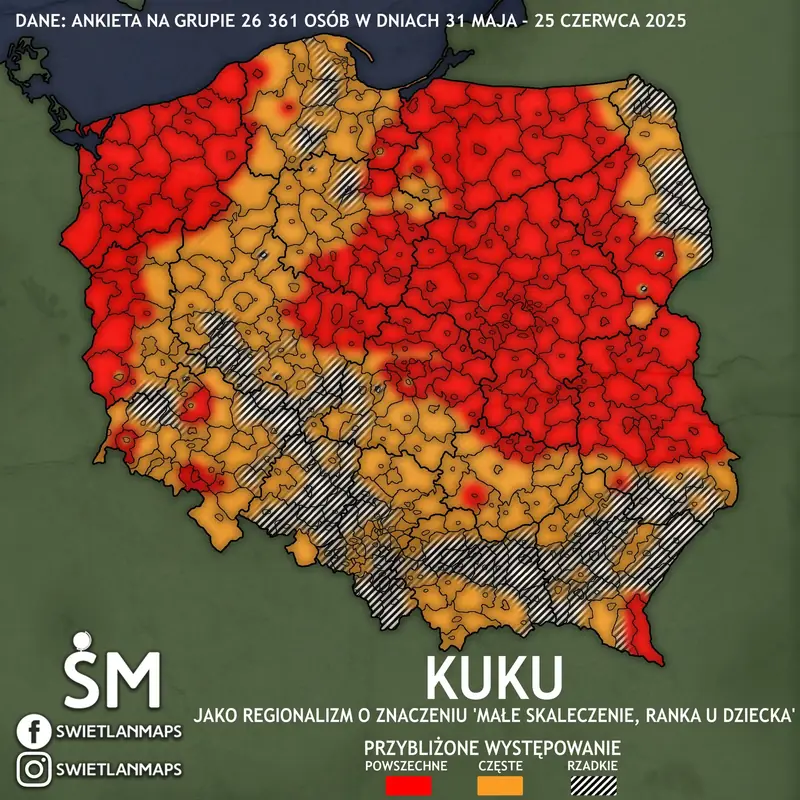 DANE: ANKIETA NA GRUPIE 26 361 OSÓB W DNIACH 31 MAJA - 25 CZERWCA 2025
ŚM
SWIETLANMAPS
SWIETLANMAPS
KUKU
JAKO REGIONALIZM O ZNACZENIU 'MAŁE SKALECZENIE, RANKA U DZIECKA'
PRZYBLIŻONE WYSTĘPOWANIE
POWSZECHNE CZĘSTE RZADKIE